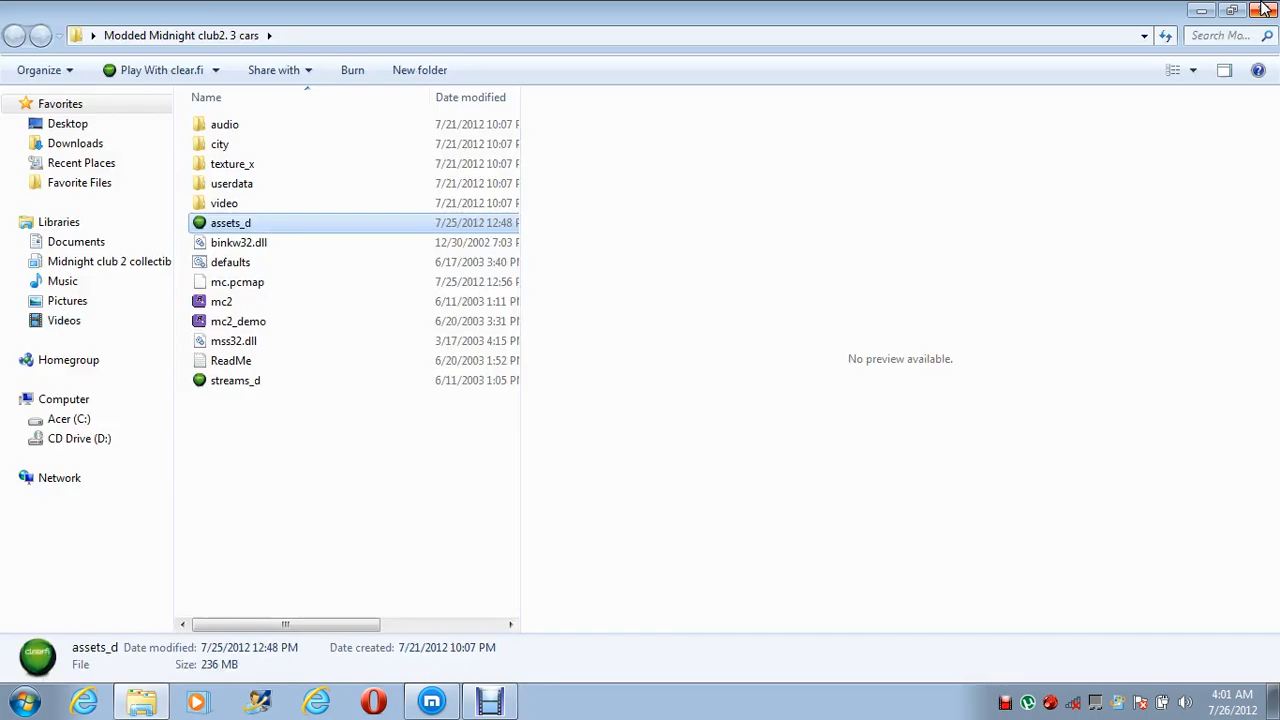 Modded Midnight club2. 3 cars
Search Mo...
Organize Play With clear.fi Share with Burn New folder
Name Date modified
Favorites
Desktop
Downloads
Recent Places
Favorite Files
Libraries
Documents
Midnight club 2 collectib
Music
Pictures
Videos
Homegroup
Computer
Acer (C:)
CD Drive (D:)
Network
audio 7/21/2012 10:07 P
city 7/21/2012 10:07 P
texture_x 7/21/2012 10:07 P
userdata 7/21/2012 10:07 P
video 7/21/2012 10:07 P
assets_d 7/25/2012 12:48 P
binkw32.dll 12/30/2002 7:03 P
defaults 6/17/2003 3:40 P
mc.pcmap 7/25/2012 12:56 P
mc2 6/11/2003 1:11 P
mc2_demo 6/20/2003 3:31 P
mss32.dll 3/17/2003 4:15 P
ReadMe 6/20/2003 1:52 P
streams_d 6/11/2003 1:05 P
No preview available.
clear.fi
assets_d Date modified: 7/25/2012 12:48 PM Date created: 7/21/2012 10:07 PM
File Size: 236 MB
4:01 AM
7/26/2012